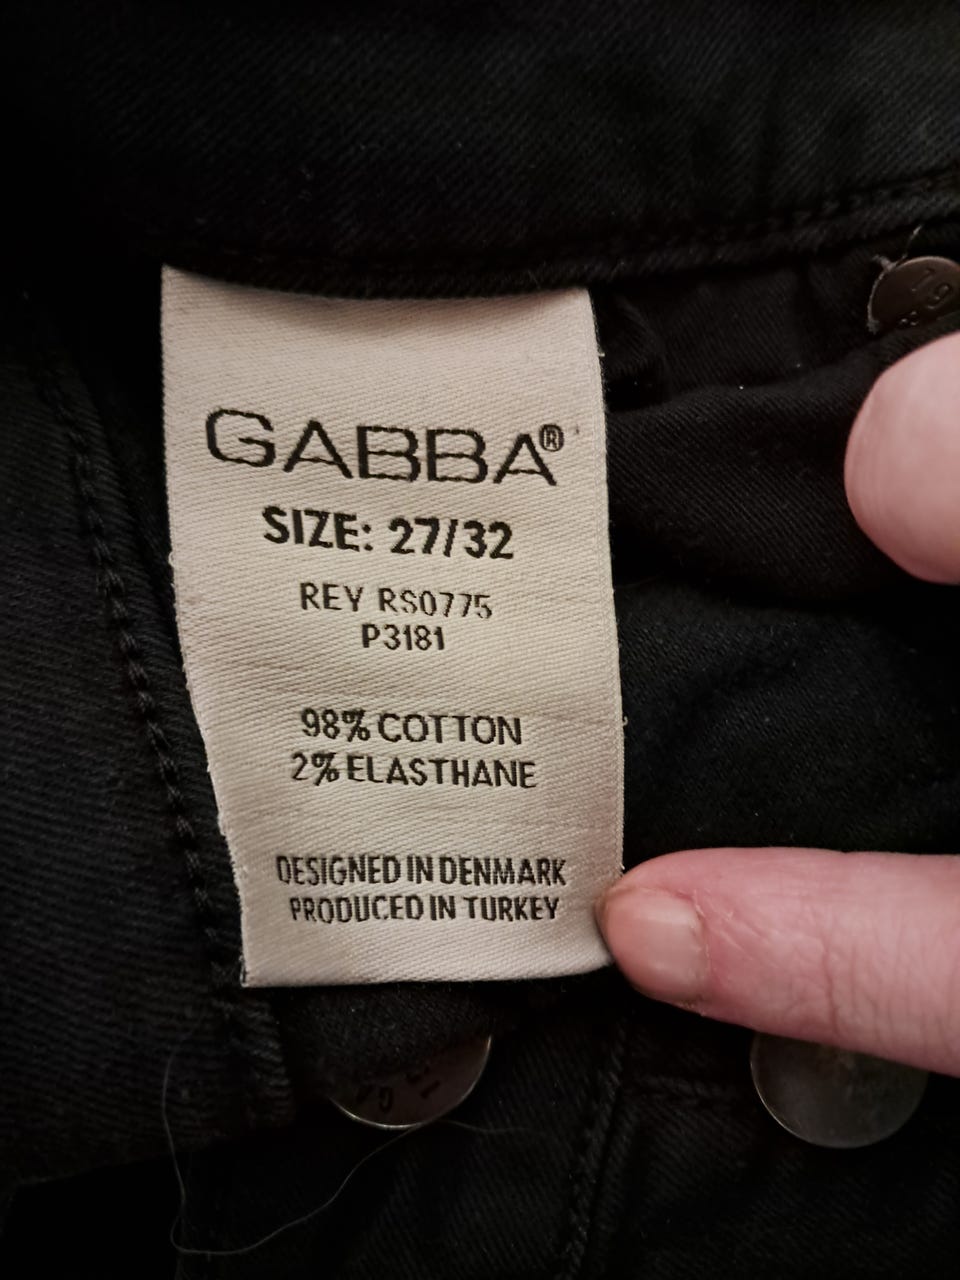 GABBA®
SIZE: 27/32
REY RS0775
P3181
98% COTTON
2% ELASTHANE
DESIGNED IN DENMARK
PRODUCED IN TURKEY